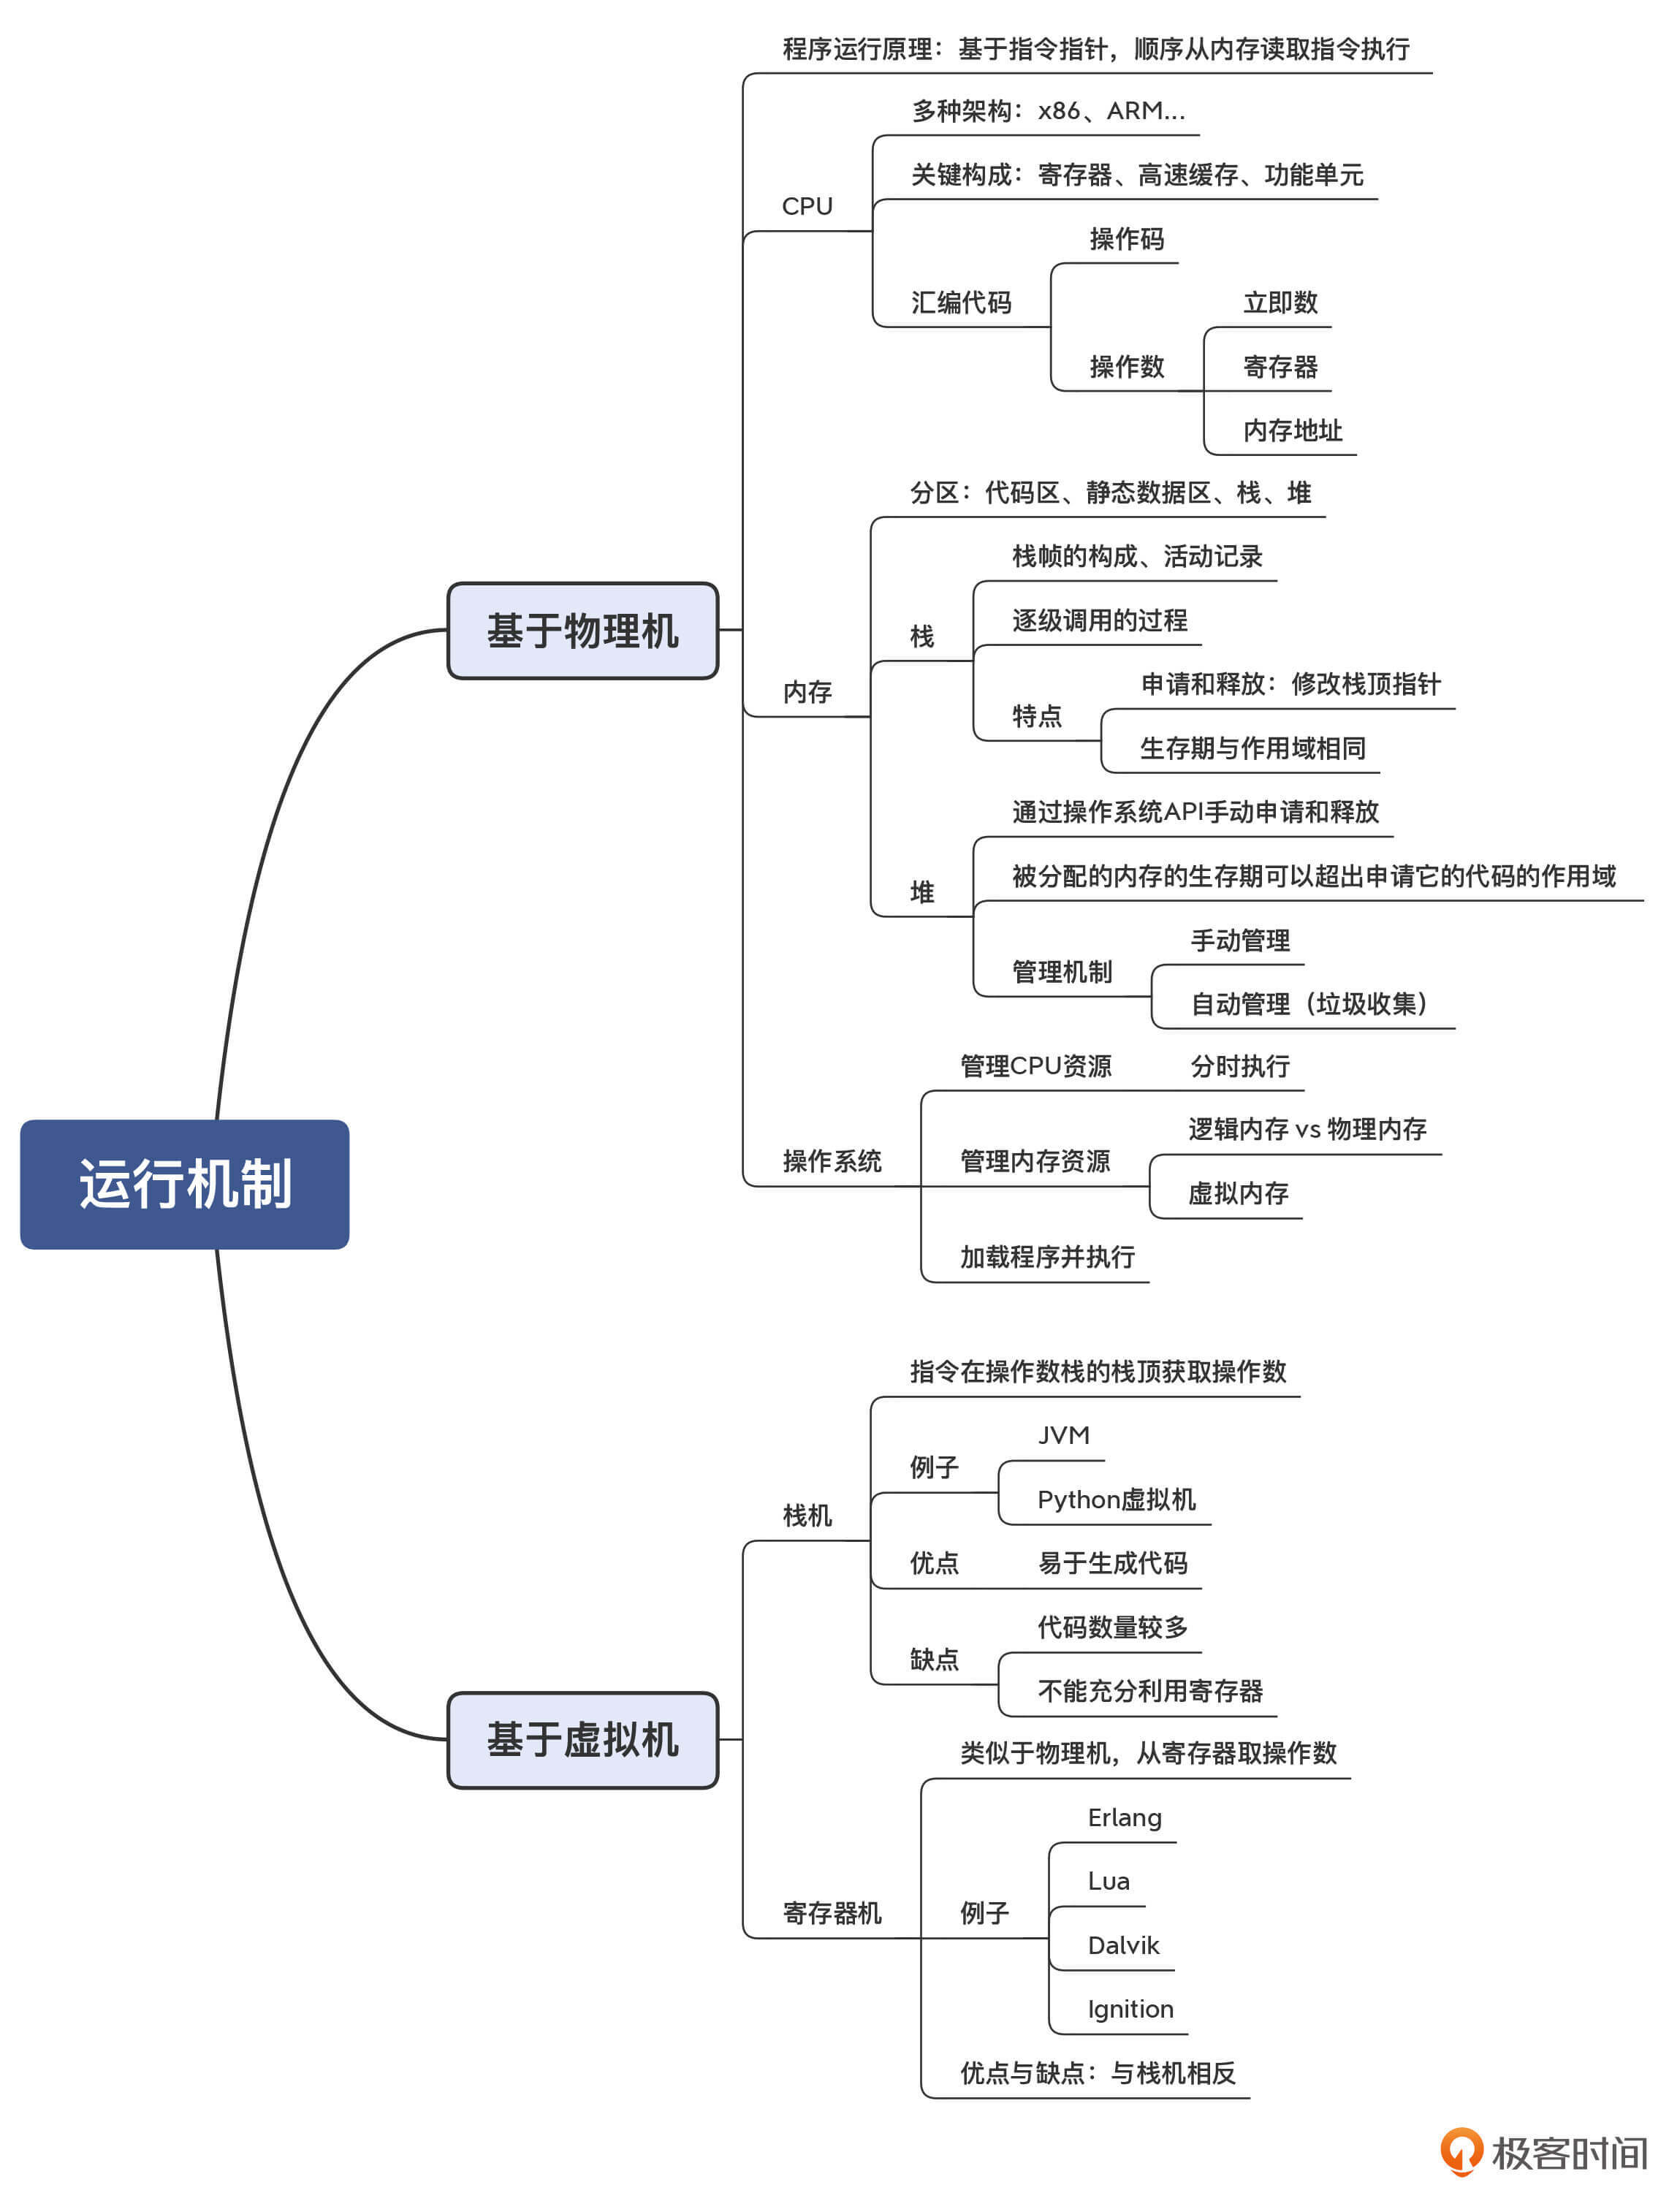 程序运行原理：基于指令指针，顺序从内存读取指令执行
多种架构：x86、ARM...
关键构成：寄存器、高速缓存、功能单元
CPU
操作码
汇编代码
立即数
操作数
寄存器
内存地址
分区：代码区、静态数据区、栈、堆
栈帧的构成、活动记录
逐级调用的过程
栈
申请和释放：修改栈顶指针
特点
生存期与作用域相同
基于物理机
内存
通过操作系统API手动申请和释放
被分配的内存的生存期可以超出申请它的代码的作用域
堆
手动管理
管理机制
自动管理（垃圾收集）
管理CPU资源
分时执行
逻辑内存 vs 物理内存
操作系统
管理内存资源
虚拟内存
加载程序并执行
运行机制
指令在操作数栈的栈顶获取操作数
JVM
例子
Python虚拟机
栈机
优点
易于生成代码
代码数量较多
缺点
不能充分利用寄存器
基于虚拟机
类似于物理机，从寄存器取操作数
Erlang
Lua
寄存器机
例子
Dalvik
Ignition
优点与缺点：与栈机相反
极客时间